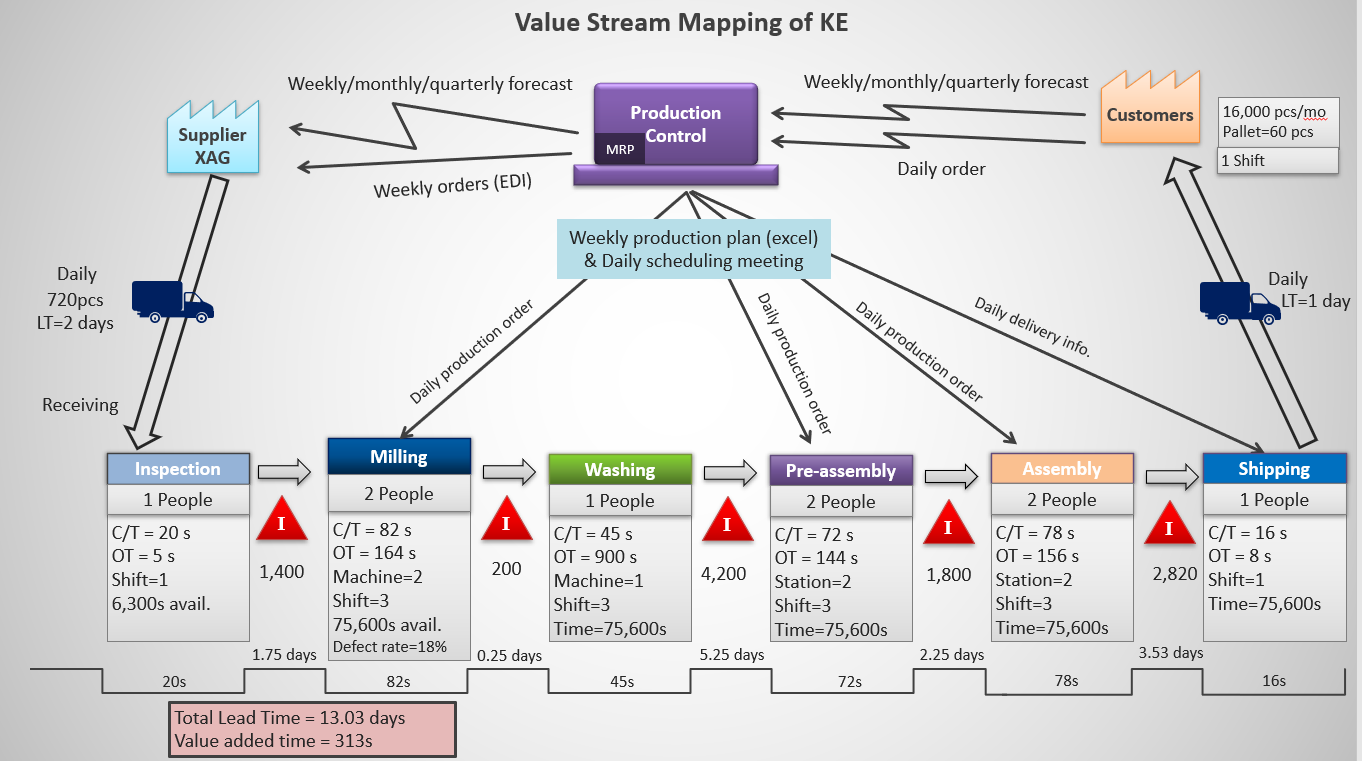 Value Stream Mapping of KE
Weekly/monthly/quarterly forecast
Weekly/monthly/quarterly forecast
Supplier
XAG
Production
Control
MRP
Customers
16,000 pcs/mo
Pallet=60 pcs
1 Shift
Weekly orders (EDI)
Daily order
Weekly production plan (excel)
& Daily scheduling meeting
Daily
720pcs
LT=2 days
Daily
LT=1 day
Daily production order
Daily production order
Daily production order
Daily delivery info.
Receiving
Inspection
1 People
C/T = 20 s
OT = 5 s
Shift=1
6,300s avail.
I
1,400
Milling
2 People
C/T = 82 s
OT = 164 s
Machine=2
Shift=3
75,600s avail.
Defect rate=18%
I
200
Washing
1 People
C/T = 45 s
OT = 900 s
Machine=1
Shift=3
Time=75,600s
I
4,200
Pre-assembly
2 People
C/T = 72 s
OT = 144 s
Station=2
Shift=3
Time=75,600s
I
1,800
Assembly
2 People
C/T = 78 s
OT = 156 s
Station=2
Shift=3
Time=75,600s
I
2,820
Shipping
1 People
C/T = 16 s
OT = 8 s
Shift=1
Time=75,600s
1.75 days
0.25 days
5.25 days
2.25 days
3.53 days
20s
82s
45s
72s
78s
16s
Total Lead Time = 13.03 days
Value added time = 313s